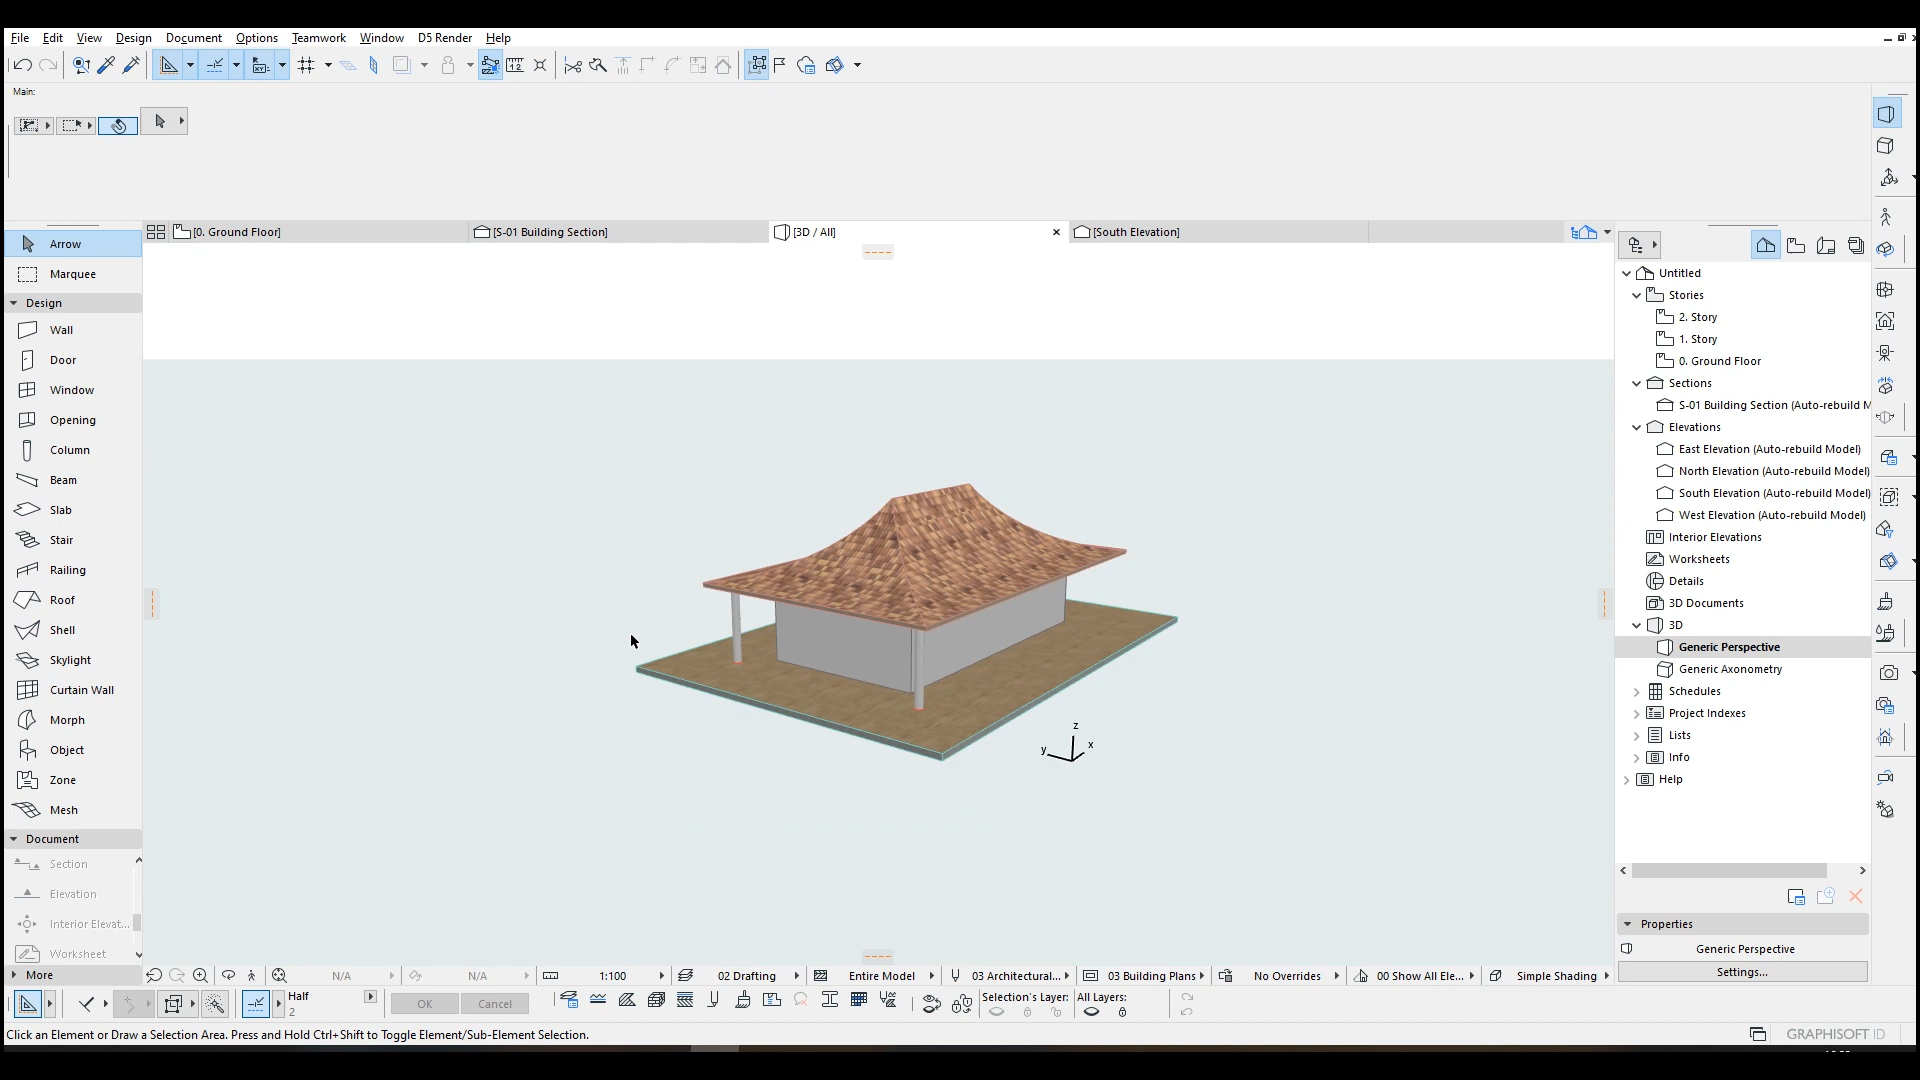 File Edit View Design Document Options Teamwork Window D5 Render Help
Main:
[0. Ground Floor]
[S-01 Building Section]
[3D / All]
[South Elevation]
Arrow
Marquee
Design
Wall
Door
Window
Opening
Column
Beam
Slab
Stair
Railing
Roof
Shell
Skylight
Curtain Wall
Morph
Object
Zone
Mesh
Document
Section
Elevation
Interior Elevat...
Worksheet
More
z
y
x
Untitled
Stories
2. Story
1. Story
0. Ground Floor
Sections
S-01 Building Section (Auto-rebuild M
Elevations
East Elevation (Auto-rebuild Model)
North Elevation (Auto-rebuild Model)
South Elevation (Auto-rebuild Model)
West Elevation (Auto-rebuild Model)
Interior Elevations
Worksheets
Details
3D Documents
3D
Generic Perspective
Generic Axonometry
Schedules
Project Indexes
Lists
Info
Help
Properties
Generic Perspective
Settings...
N/A N/A 1:100 02 Drafting Entire Model 03 Architectural... 03 Building Plans No Overrides 00 Show All Ele... Simple Shading
Half
2
OK Cancel
Selection's Layer: All Layers:
Click an Element or Draw a Selection Area. Press and Hold Ctrl+Shift to Toggle Element/Sub-Element Selection.
GRAPHISOFT ID